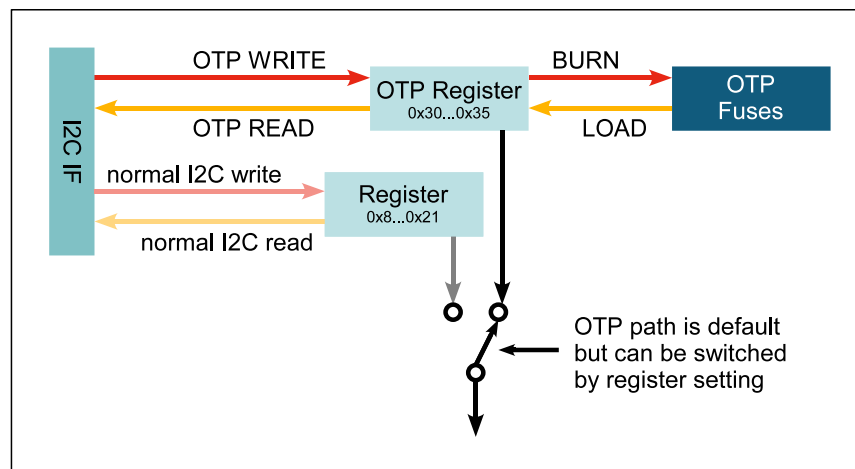 OTP WRITE
BURN
OTP Register
0x30...0x35
OTP
Fuses
OTP READ
LOAD
I2C IF
normal I2C write
Register
0x8...0x21
normal I2C read
OTP path is default
but can be switched
by register setting